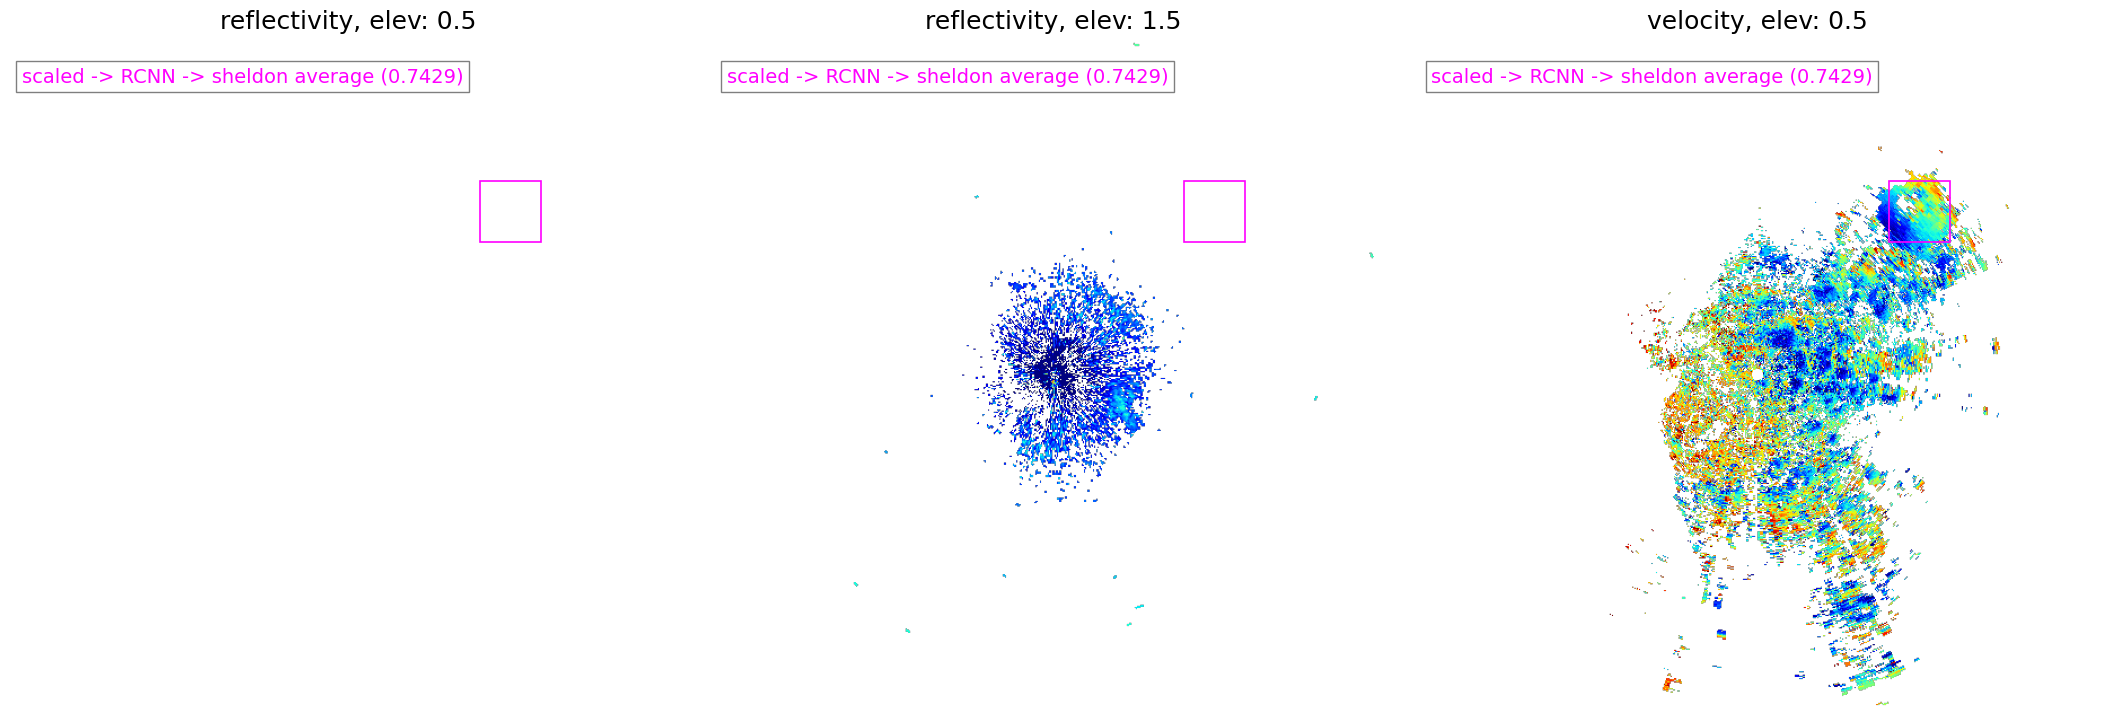 reflectivity, elev: 0.5
reflectivity, elev: 1.5
velocity, elev: 0.5
scaled -> RCNN -> sheldon average (0.7429)
scaled -> RCNN -> sheldon average (0.7429)
scaled -> RCNN -> sheldon average (0.7429)